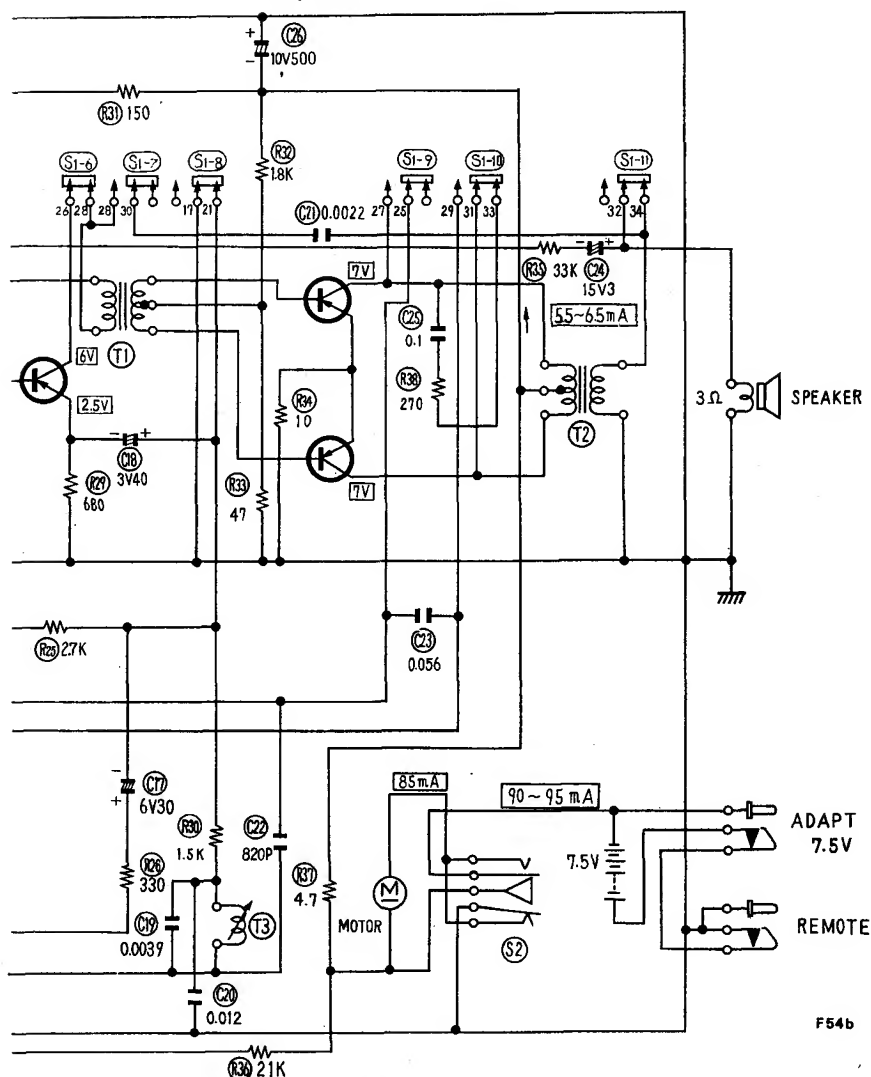 + C26
- 10V500
R31 150
S1-6 S1-7 S1-8 R32 1.8K S1-9 S1-10 S1-11
26 28 28 30 17 21 27 25 29 31 33 32 34
C21 0.0022
R35 33K - C24 +
15V3
7V
5.5~6.5mA
C25
0.1
6V T1
R38
270
2.5V
R34
10
3Ω SPEAKER
T2
- C18 +
3V40
R29
680
R33
47
7V
R25 2.7K
C23
0.056
- C17
+ 6V30
85mA
90~95mA
ADAPT
7.5V
R30
1.5K
C22
820P
7.5V
R26
330
R37
4.7
M
MOTOR
C19
0.0039
T3
S2
REMOTE
C20
0.012
F54b
R36 21K